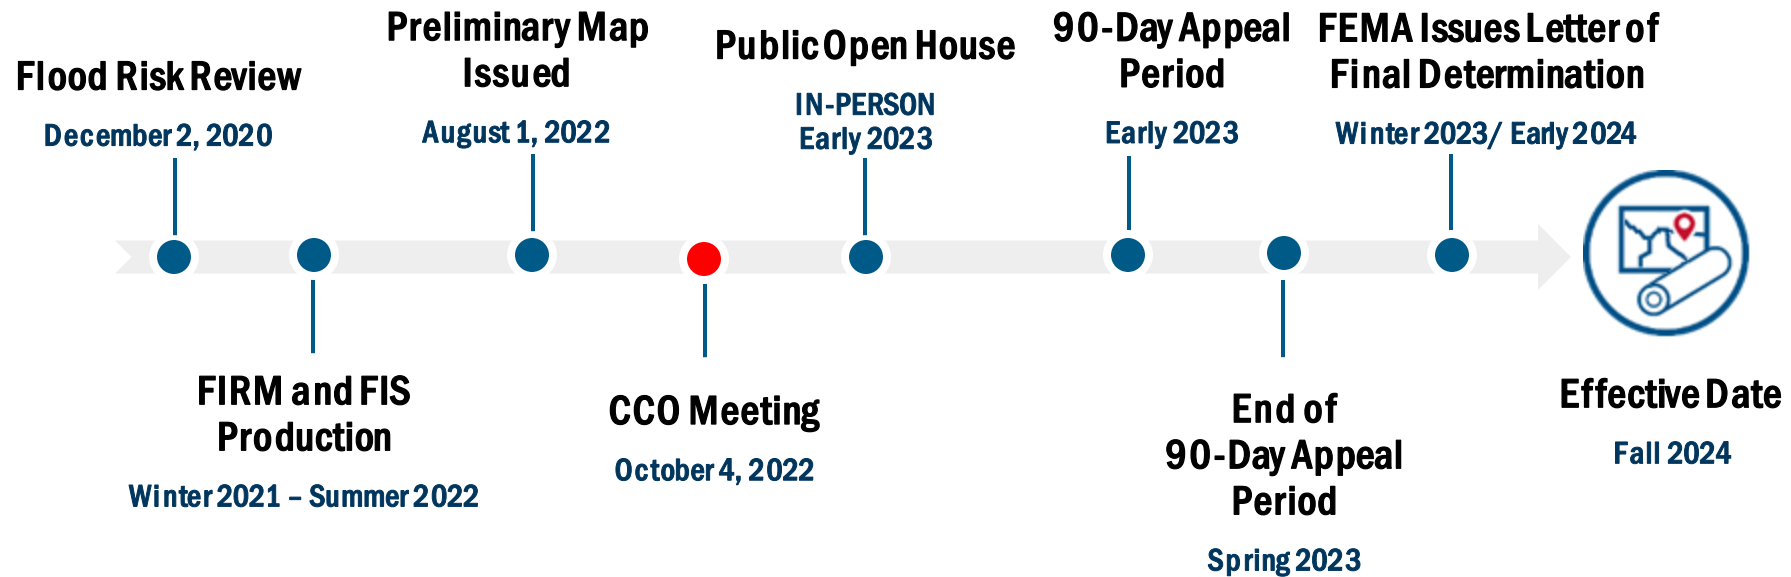 Flood Risk Review
December 2, 2020
FIRM and FIS
Production
Winter 2021 – Summer 2022
Preliminary Map
Issued
August 1, 2022
CCO Meeting
October 4, 2022
Public Open House
IN-PERSON
Early 2023
90-Day Appeal
Period
Early 2023
End of
90-Day Appeal
Period
Spring 2023
FEMA Issues Letter of
Final Determination
Winter 2023/ Early 2024
Effective Date
Fall 2024